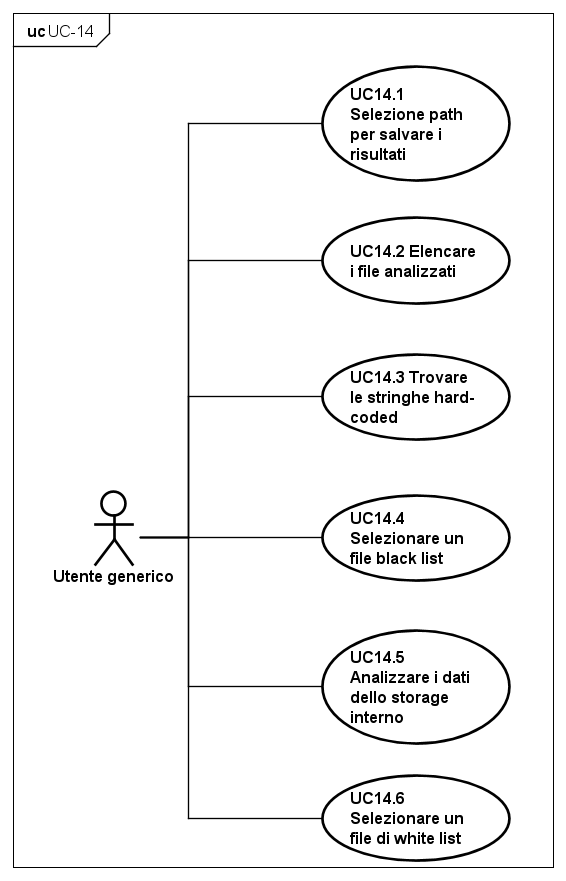 uc UC-14
UC14.1
Selezione path
per salvare i
risultati
UC14.2 Elencare
i file analizzati
UC14.3 Trovare
le stringhe hard-
coded
UC14.4
Selezionare un
file black list
Utente generico
UC14.5
Analizzare i dati
dello storage
interno
UC14.6
Selezionare un
file di white list